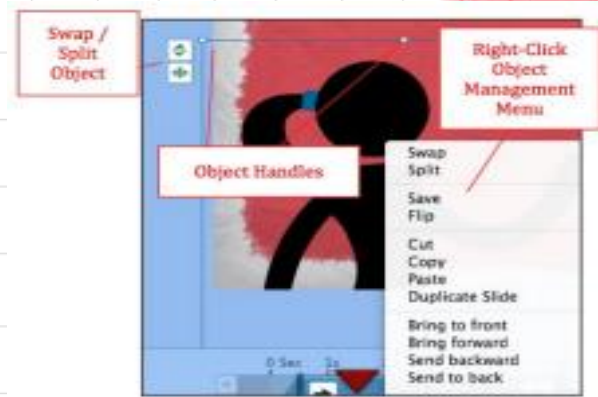 Swap /
Split
Object
Right-Click
Object
Management
Menu
Object Handles
Swap
Split
Save
Flip
Cut
Copy
Paste
Duplicate Slide
Bring to front
Bring forward
Send backward
Send to back
0 Sec
1s